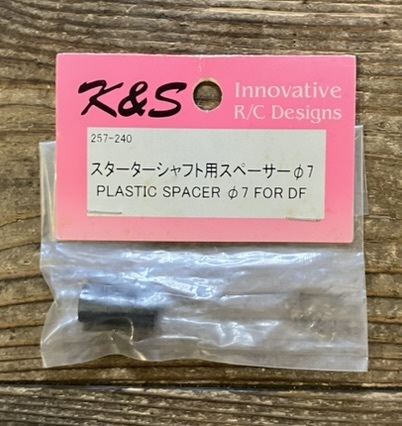 K&S
Innovative
R/C Designs
257-240
スターターシャフト用スペーサーφ7
PLASTIC SPACER φ7 FOR DF